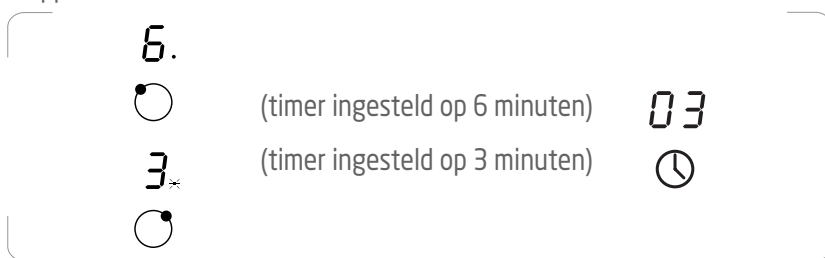 6.
(timer ingesteld op 6 minuten) 03
3
(timer ingesteld op 3 minuten)